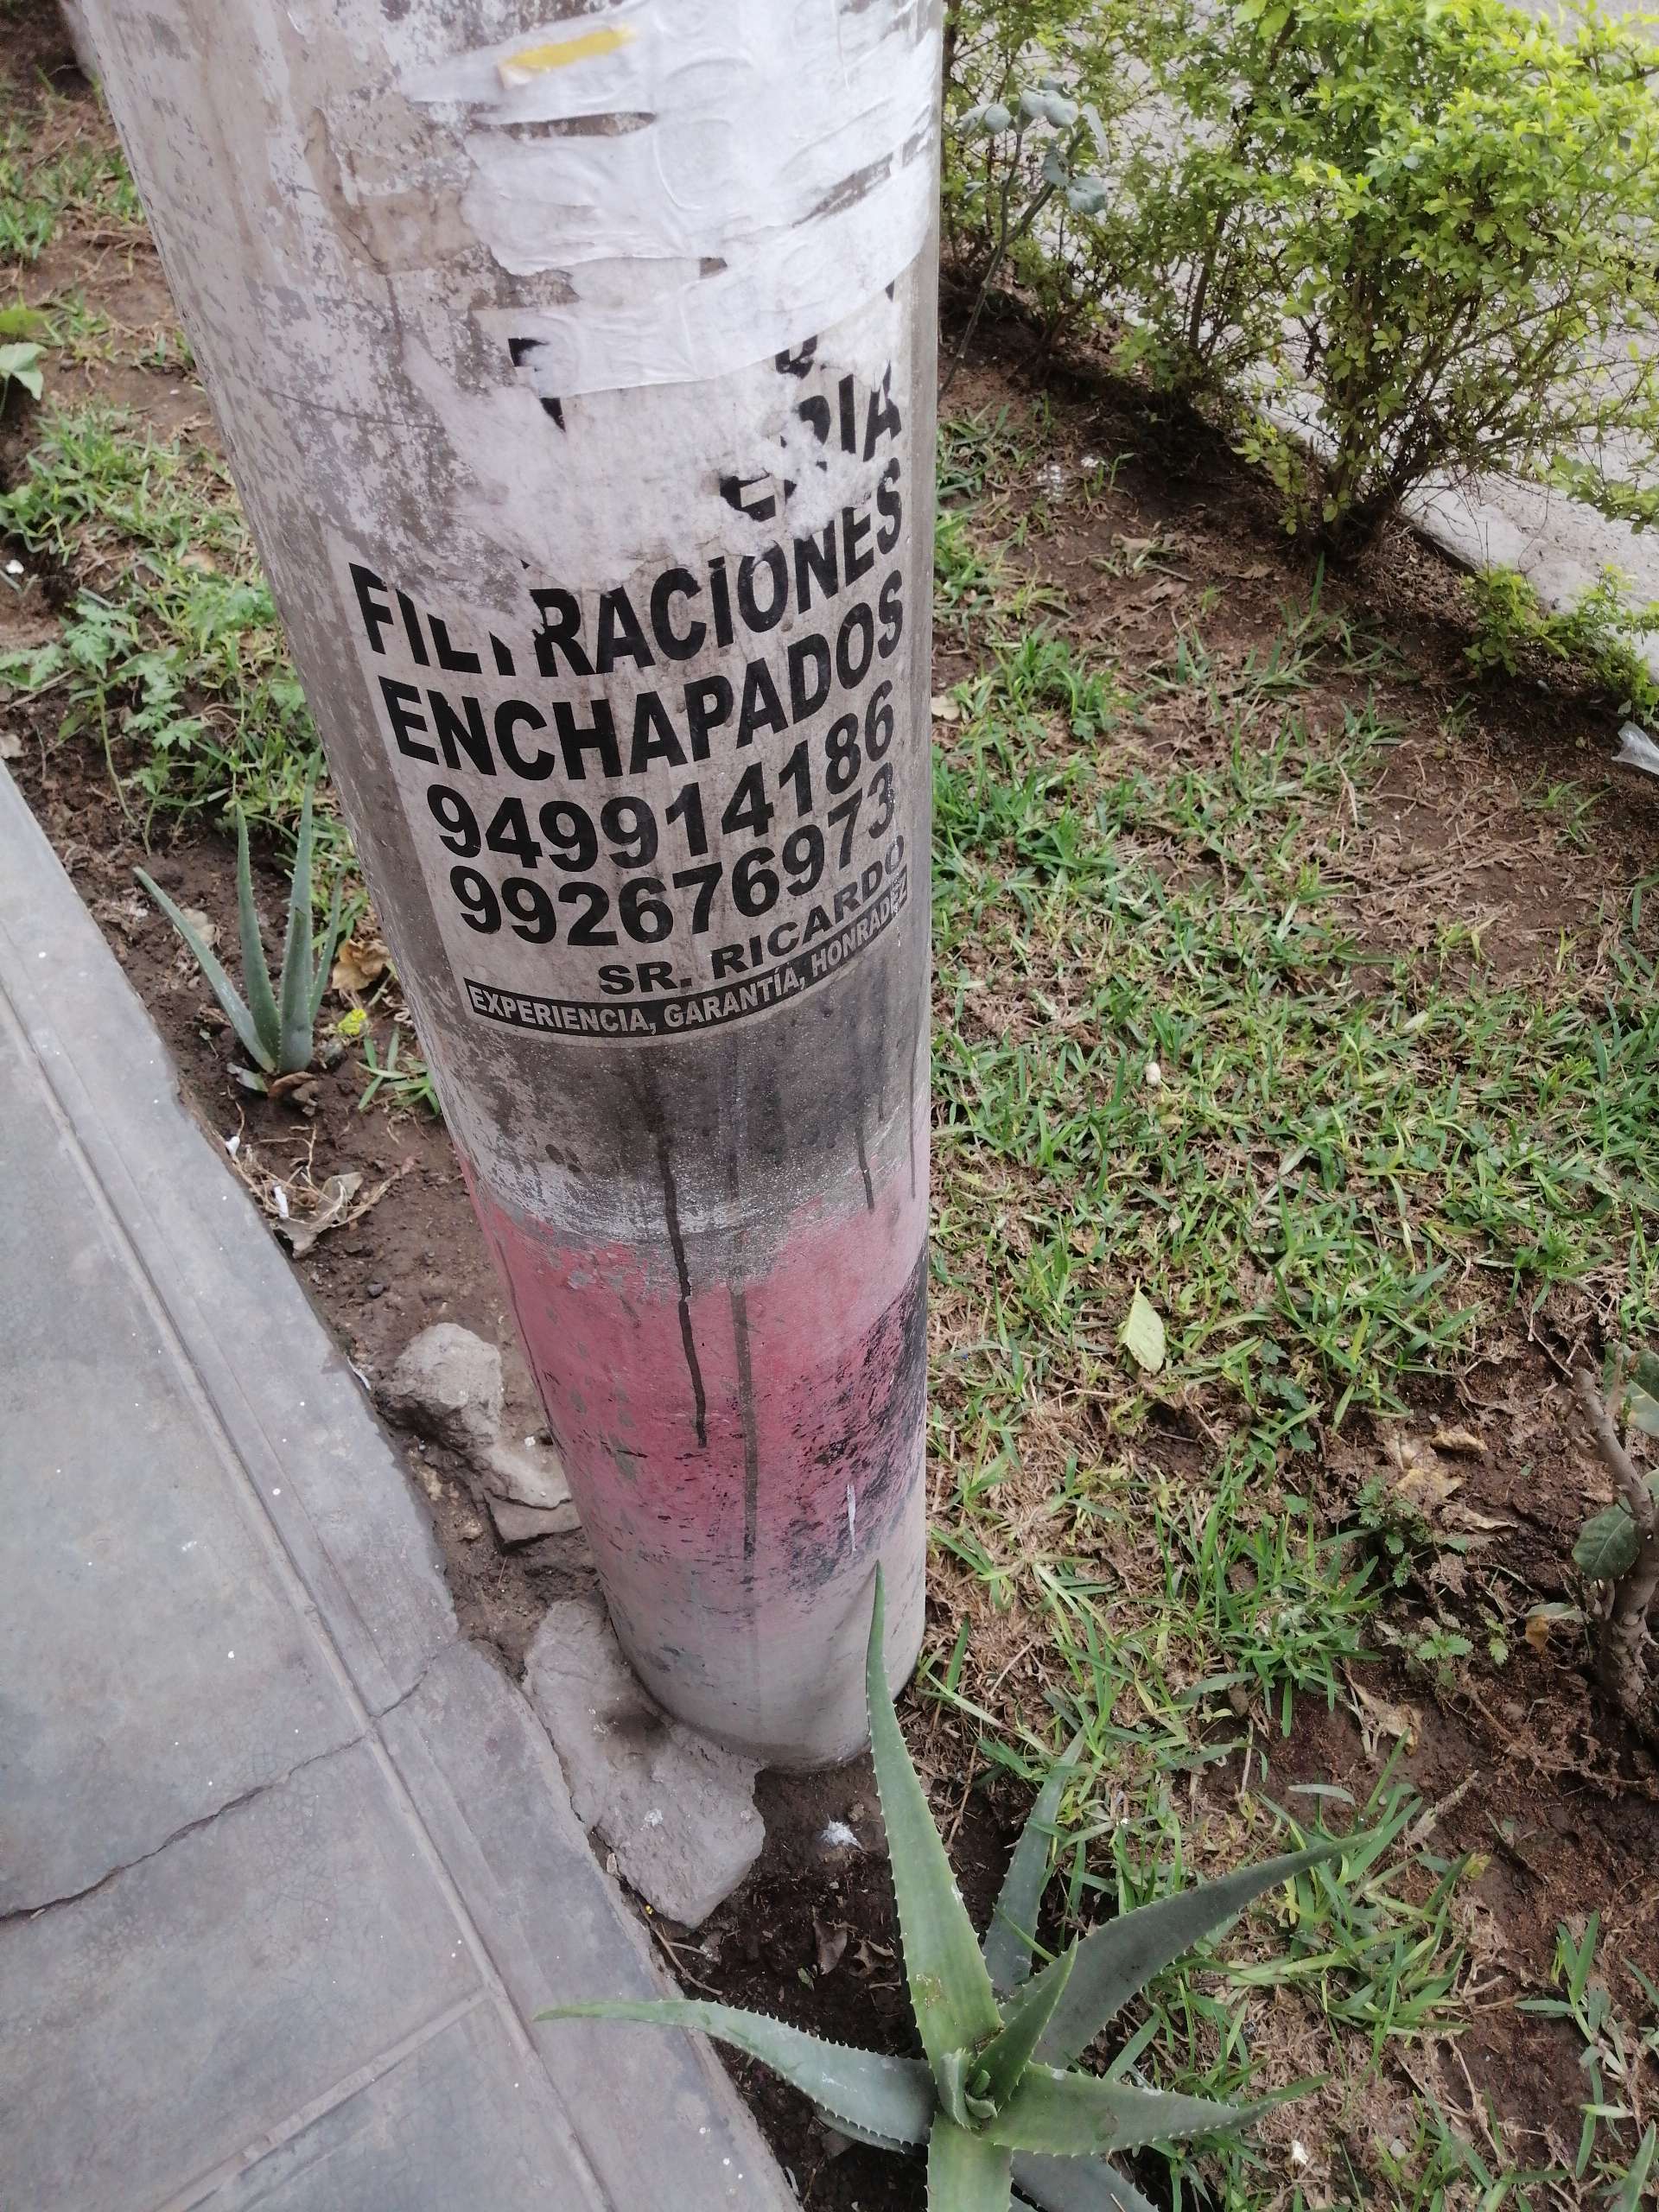 FILTRACIONES
ENCHAPADOS
949914186
992676973
SR. RICARDO
EXPERIENCIA, GARANTÍA, HONRADEZ